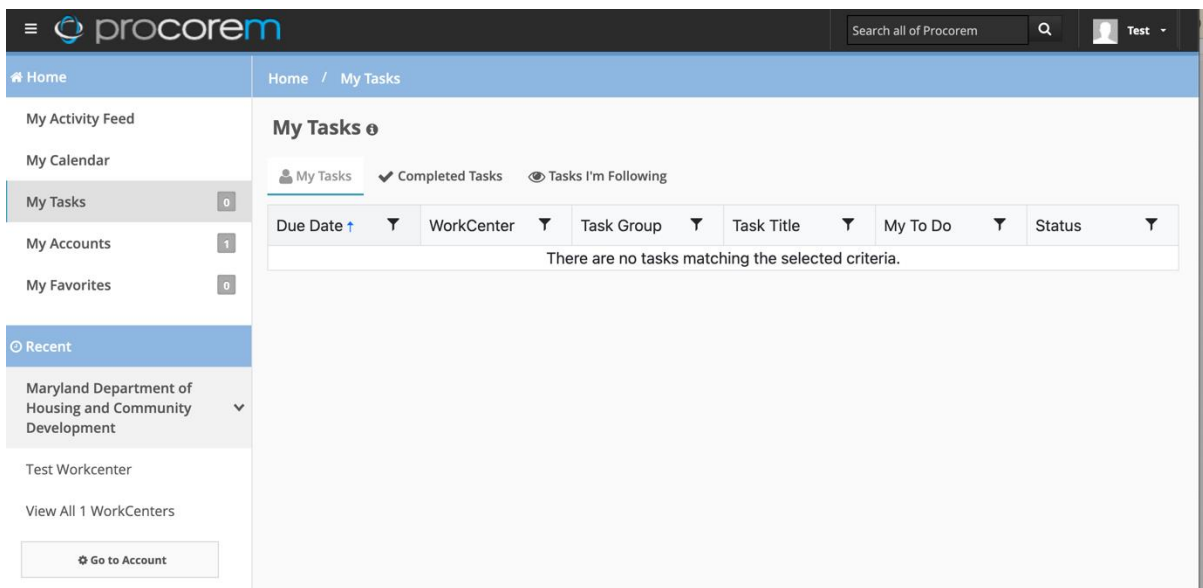 procorem
Search all of Procorem
Test
Home
Home / My Tasks
My Activity Feed
My Calendar
My Tasks 0
My Accounts 1
My Favorites 0
Recent
Maryland Department of
Housing and Community
Development
Test Workcenter
View All 1 WorkCenters
Go to Account
My Tasks
My Tasks Completed Tasks Tasks I'm Following
Due Date WorkCenter Task Group Task Title My To Do Status
There are no tasks matching the selected criteria.